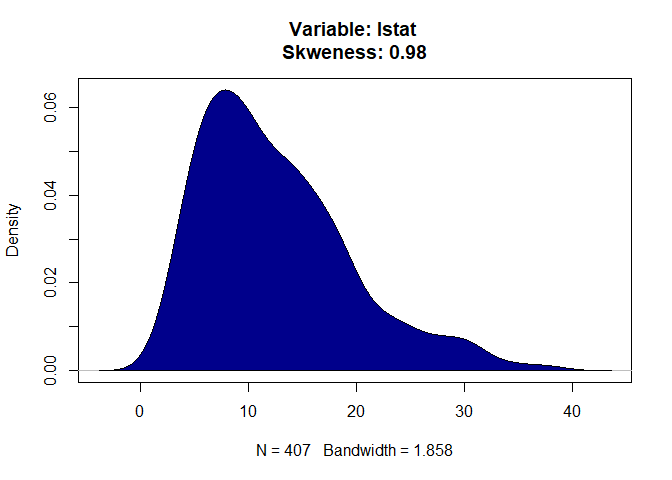 Variable: lstat
Skweness: 0.98
Density
0.06
0.04
0.02
0.00
0 10 20 30 40
N = 407 Bandwidth = 1.858